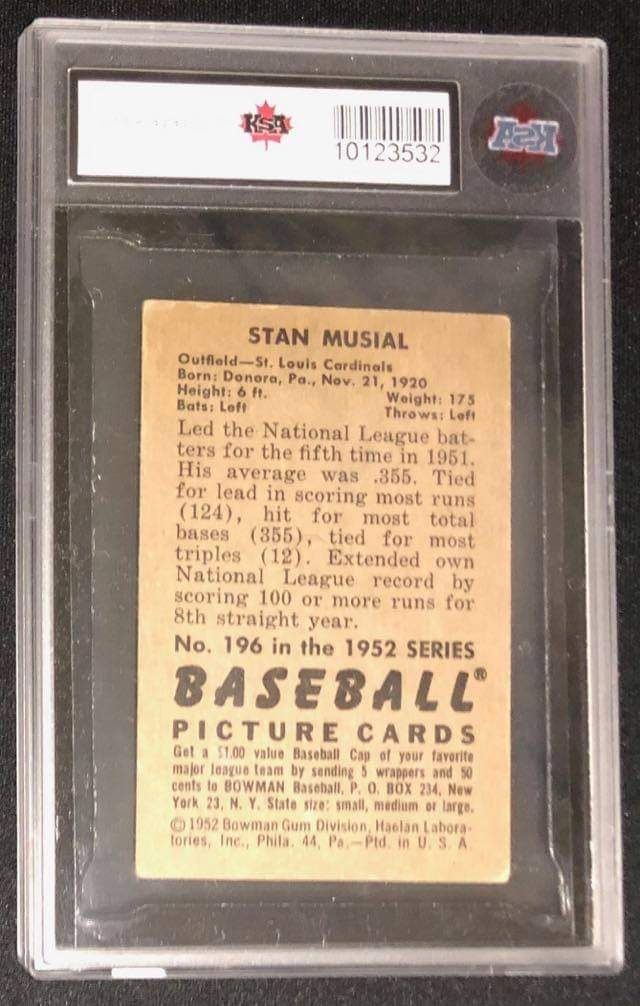 KSA
10123532
KSA
STAN MUSIAL
Outfield—St. Louis Cardinals
Born: Donora, Pa., Nov. 21, 1920
Height: 6 ft. Weight: 175
Bats: Left Throws: Left
Led the National League bat-
ters for the fifth time in 1951.
His average was .355. Tied
for lead in scoring most runs
(124), hit for most total
bases (355), tied for most
triples (12). Extended own
National League record by
scoring 100 or more runs for
8th straight year.
No. 196 in the 1952 SERIES
BASEBALL®
PICTURE CARDS
Get a $1.00 value Baseball Cap of your favorite
major league team by sending 5 wrappers and 50
cents to BOWMAN Baseball, P. O. BOX 234, New
York 23, N. Y. State size: small, medium or large.
© 1952 Bowman Gum Division, Haelan Labora-
tories, Inc., Phila. 44, Pa.—Ptd. in U. S. A.